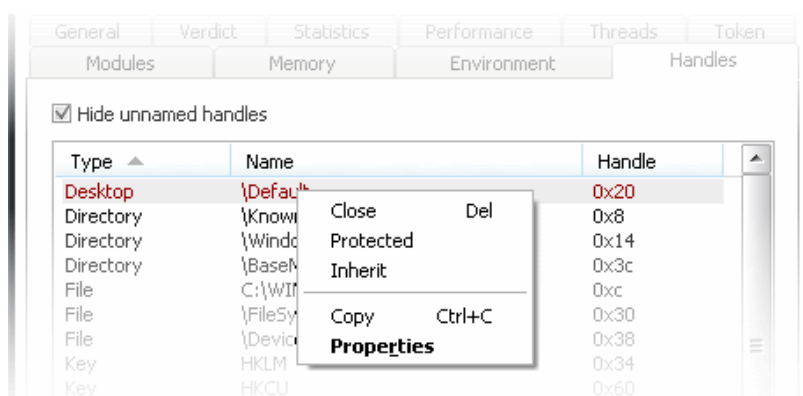 General Verdict Statistics Performance Threads Token
Modules Memory Environment Handles
Hide unnamed handles
Type Name Handle
Desktop \Default 0x20
Directory 0x8
Directory 0x14
Directory 0x3c
File 0xc
File 0x30
File 0x38
Key HKLM 0x34
Key HKCU 0x60
Close Del
Protected
Inherit
Copy Ctrl+C
Properties